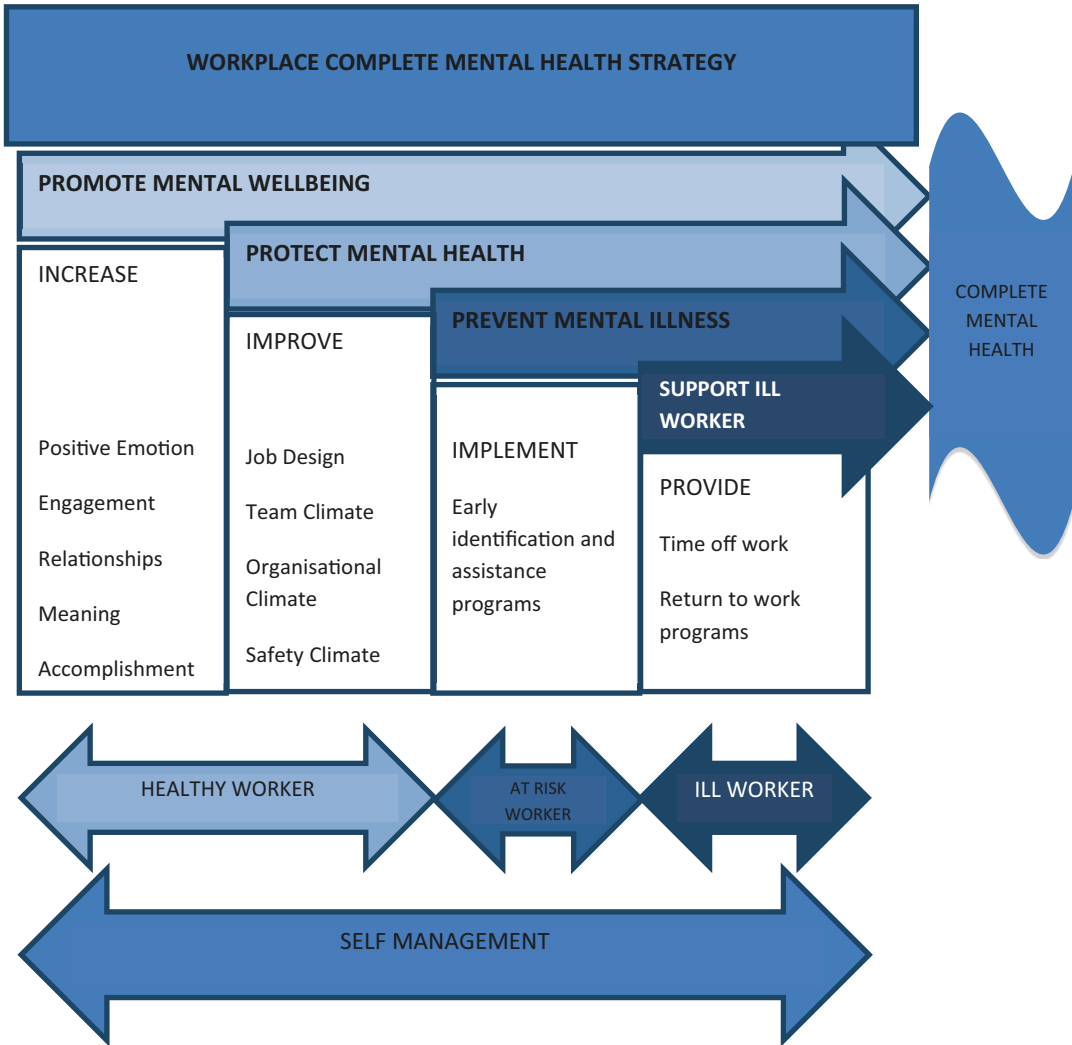 WORKPLACE COMPLETE MENTAL HEALTH STRATEGY
PROMOTE MENTAL WELLBEING
INCREASE
Positive Emotion
Engagement
Relationships
Meaning
Accomplishment
PROTECT MENTAL HEALTH
IMPROVE
Job Design
Team Climate
Organisational
Climate
Safety Climate
PREVENT MENTAL ILLNESS
IMPLEMENT
Early
identification and
assistance
programs
SUPPORT ILL
WORKER
PROVIDE
Time off work
Return to work
programs
COMPLETE
MENTAL
HEALTH
HEALTHY WORKER
AT RISK
WORKER
ILL WORKER
SELF MANAGEMENT